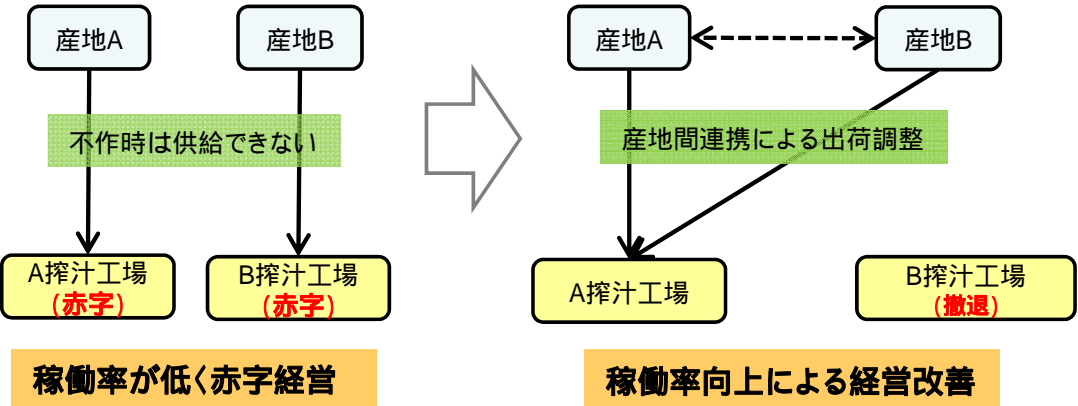 産地A
産地B
不作時は供給できない
A搾汁工場
(赤字)
B搾汁工場
(赤字)
稼働率が低く赤字経営
産地A
産地B
産地間連携による出荷調整
A搾汁工場
B搾汁工場
(撤退)
稼働率向上による経営改善